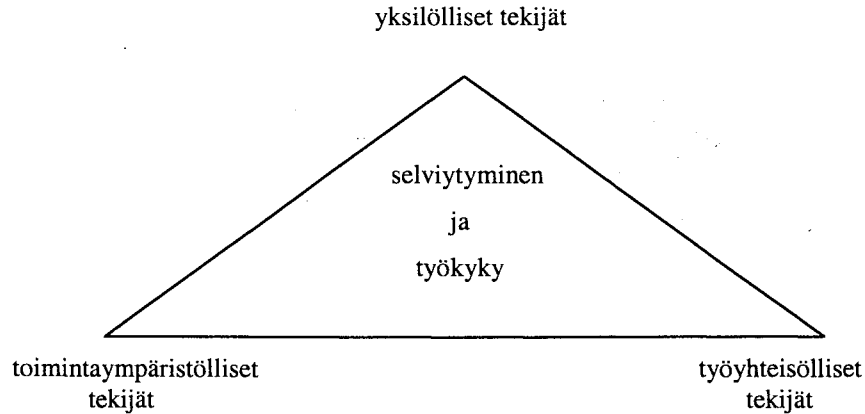 yksilölliset tekijät
selviytyminen
ja
työkyky
toimintaympäristölliset
tekijät
työyhteisölliset
tekijät